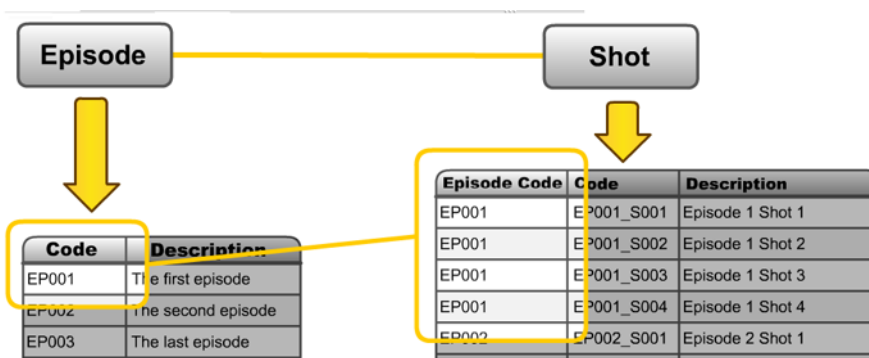 Episode
Shot
Episode Code Code Description
EP001 EP001_S001 Episode 1 Shot 1
EP001 EP001_S002 Episode 1 Shot 2
EP001 EP001_S003 Episode 1 Shot 3
EP001 EP001_S004 Episode 1 Shot 4
EP002 EP002_S001 Episode 2 Shot 1
Code Description
EP001 The first episode
EP002 The second episode
EP003 The last episode